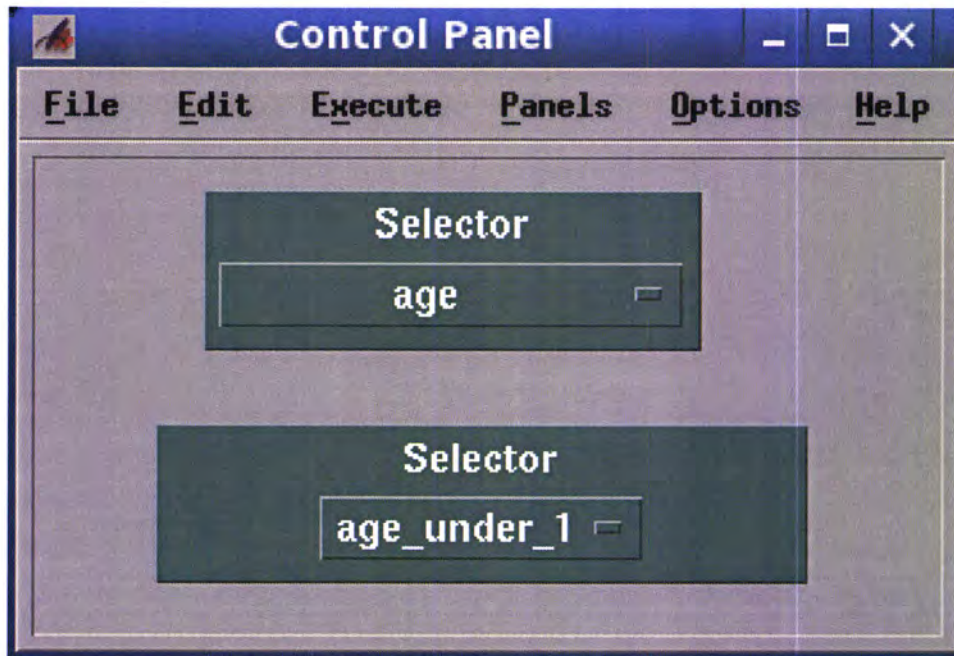 Control Panel
File Edit Execute Panels Options Help
Selector
age
Selector
age_under_1